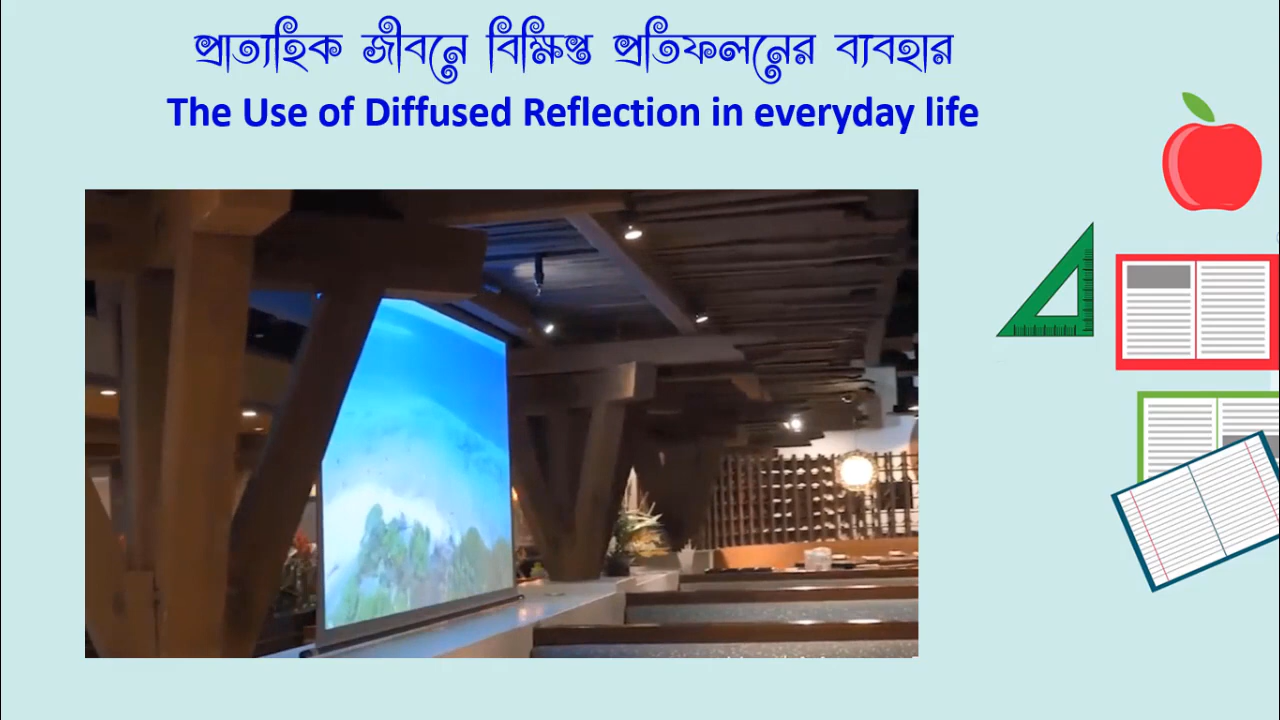 প্রাত্যহিক জীবনে বিক্ষিপ্ত প্রতিফলনের ব্যবহার
The Use of Diffused Reflection in everyday life